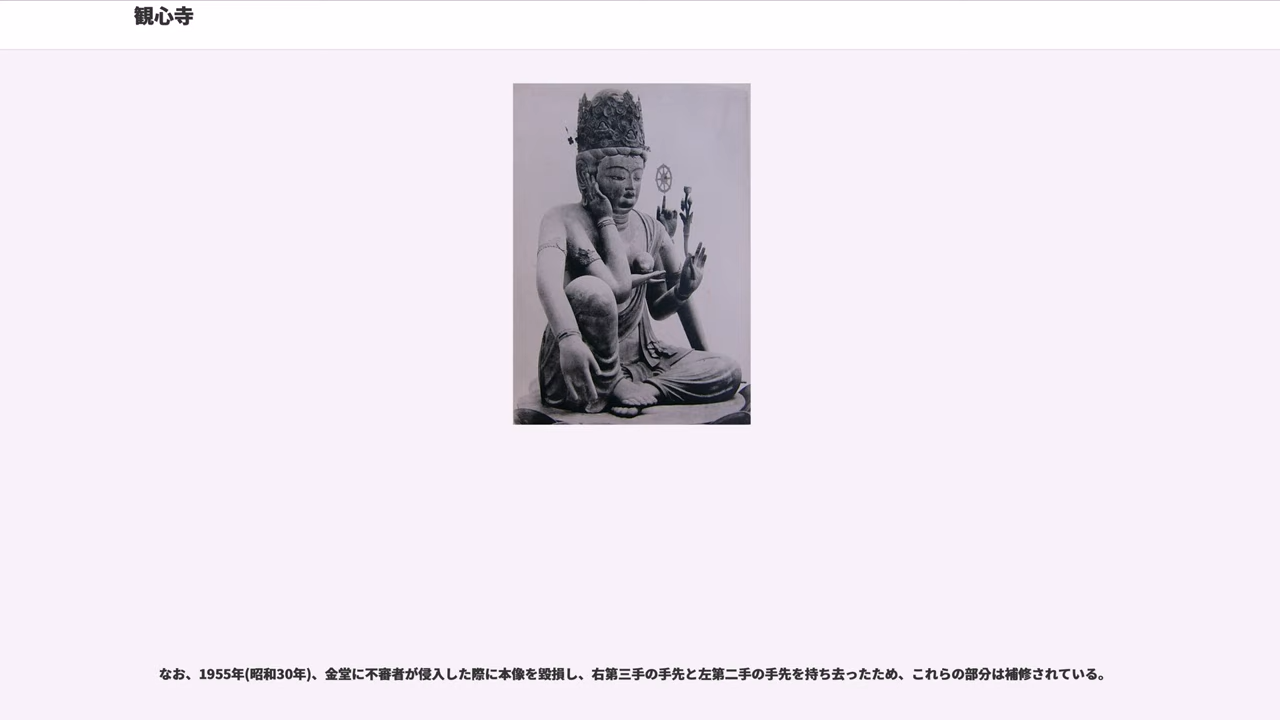 観心寺
なお、1955年(昭和30年)、金堂に不審者が侵入した際に本像を毀損し、右第三手の手先と左第二手の手先を持ち去ったため、これらの部分は補修されている。